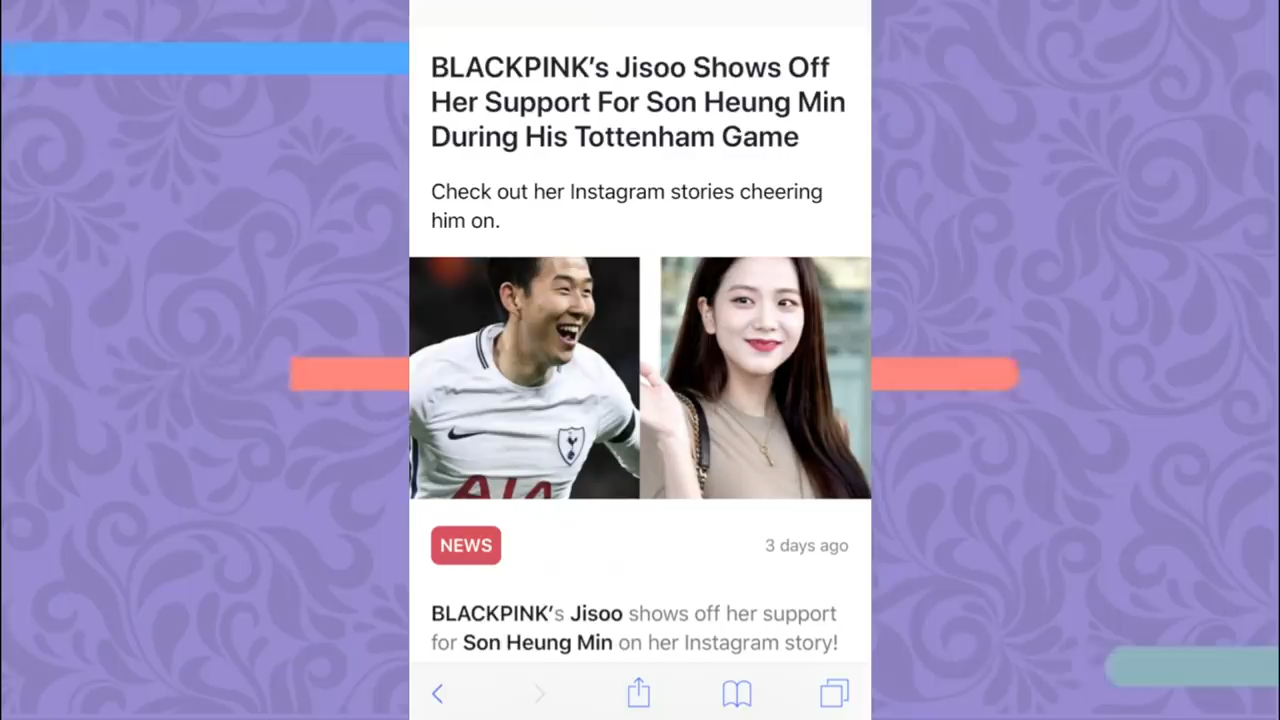 BLACKPINK’s Jisoo Shows Off
Her Support For Son Heung Min
During His Tottenham Game
Check out her Instagram stories cheering
him on.
AIA
NEWS
3 days ago
BLACKPINK’s Jisoo shows off her support
for Son Heung Min on her Instagram story!